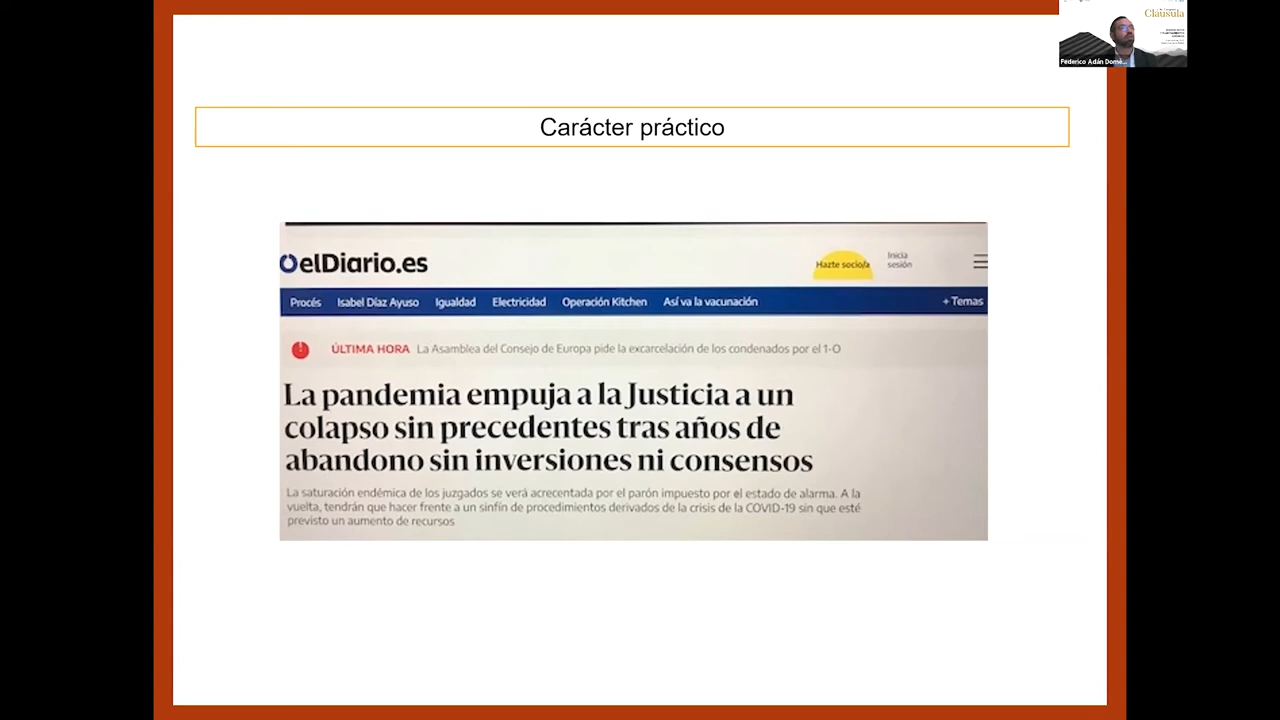 Cláusula
Federico Adán Domè...
Carácter práctico
elDiario.es
Hazte socio/a
Inicia
sesión
Procés Isabel Díaz Ayuso Igualdad Electricidad Operación Kitchen Así va la vacunación + Temas
ÚLTIMA HORA La Asamblea del Consejo de Europa pide la excarcelación de los condenados por el 1-O
La pandemia empuja a la Justicia a un
colapso sin precedentes tras años de
abandono sin inversiones ni consensos
La saturación endémica de los juzgados se verá acrecentada por el parón impuesto por el estado de alarma. A la
vuelta, tendrán que hacer frente a un sinfín de procedimientos derivados de la crisis de la COVID-19 sin que esté
previsto un aumento de recursos